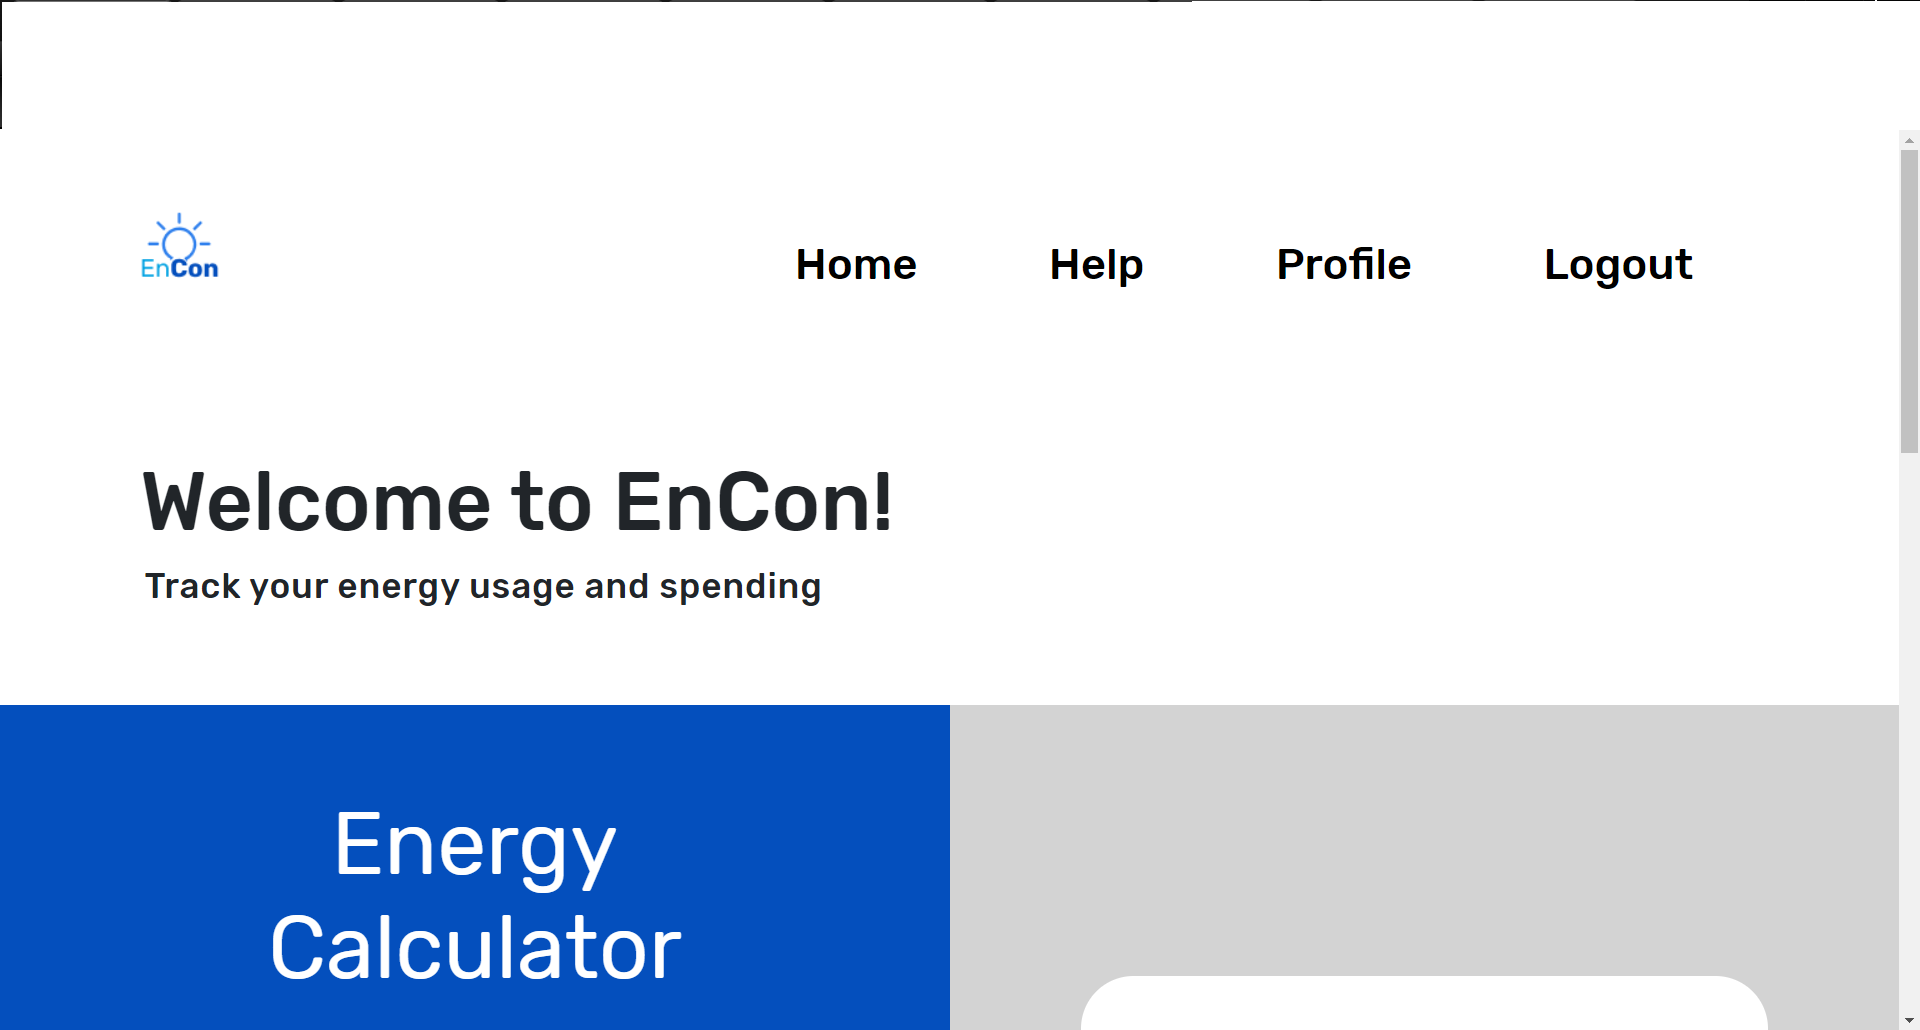 EnCon
Home Help Profile Logout
Welcome to EnCon!
Track your energy usage and spending
Energy
Calculator